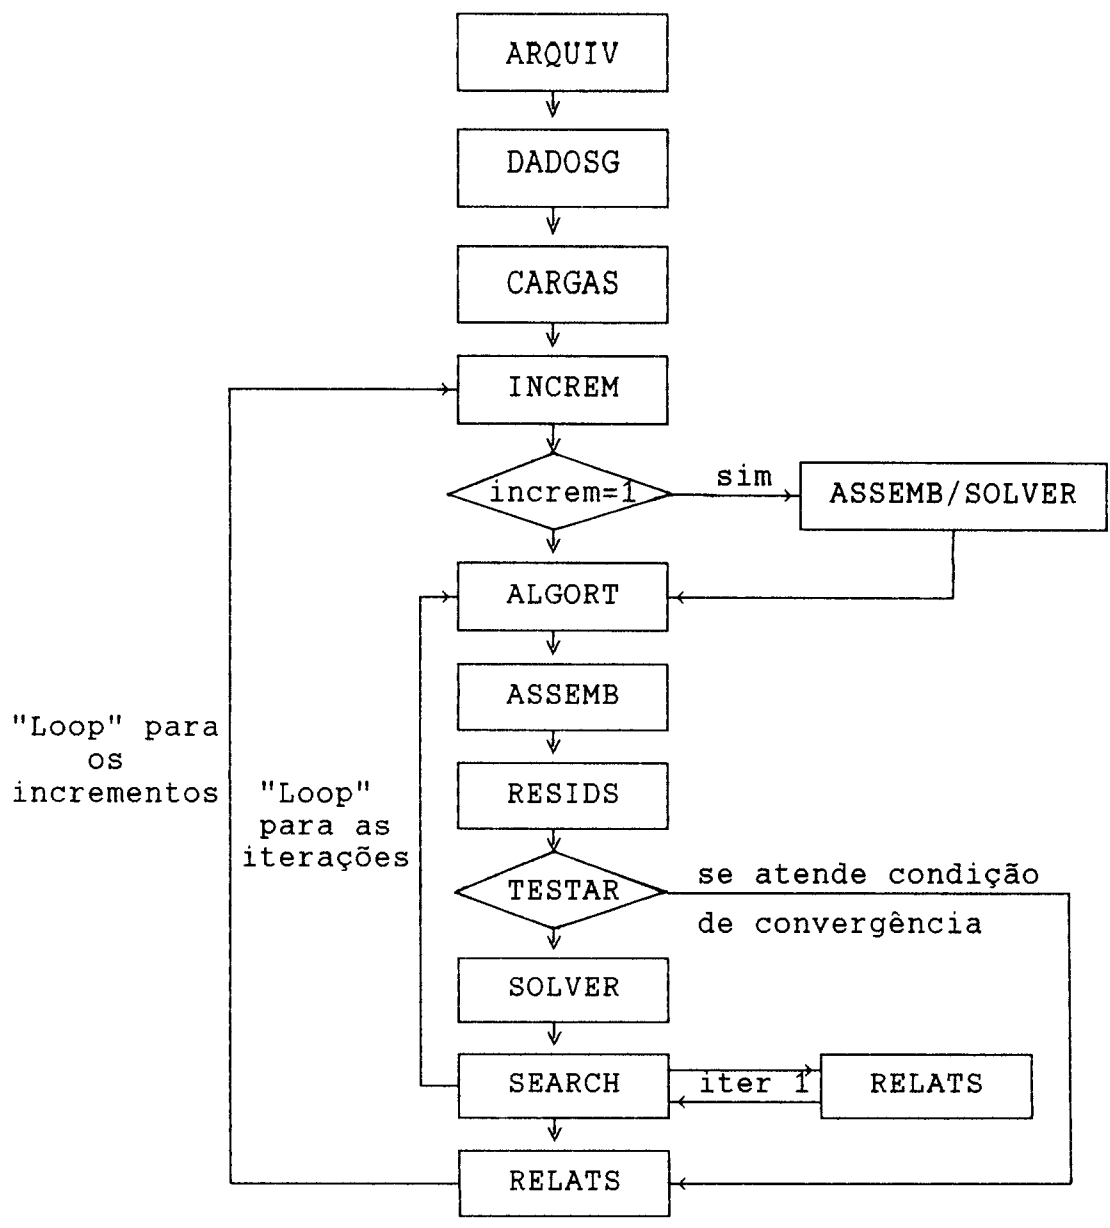 ARQUIV
DADOSG
CARGAS
INCREM
increm=1
sim
ASSEMB/SOLVER
ALGORT
ASSEMB
"Loop" para
os
incrementos
"Loop"
para as
iterações
RESIDS
TESTAR
se atende condição
de convergência
SOLVER
SEARCH
iter 1
RELATS
RELATS